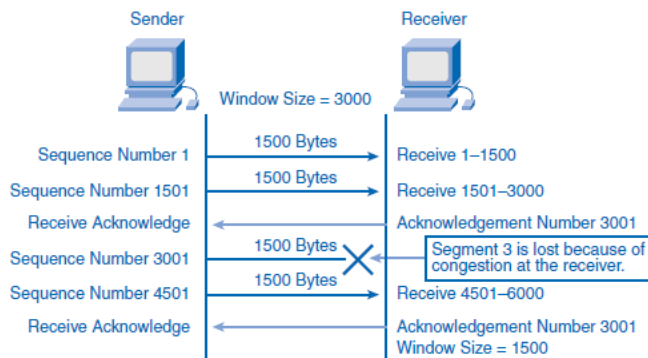 Sender Receiver
Window Size = 3000
1500 Bytes
Sequence Number 1 Receive 1–1500
1500 Bytes
Sequence Number 1501 Receive 1501–3000
Receive Acknowledge Acknowledgement Number 3001
1500 Bytes
Sequence Number 3001
Segment 3 is lost because of
congestion at the receiver.
1500 Bytes
Sequence Number 4501 Receive 4501–6000
Receive Acknowledge Acknowledgement Number 3001
Window Size = 1500